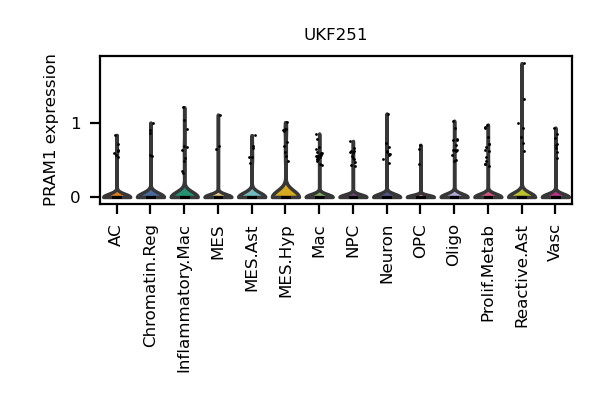 UKF251
PRAM1 expression
1
0
AC
Chromatin.Reg
Inflammatory.Mac
MES
MES.Ast
MES.Hyp
Mac
NPC
Neuron
OPC
Oligo
Prolif.Metab
Reactive.Ast
Vasc